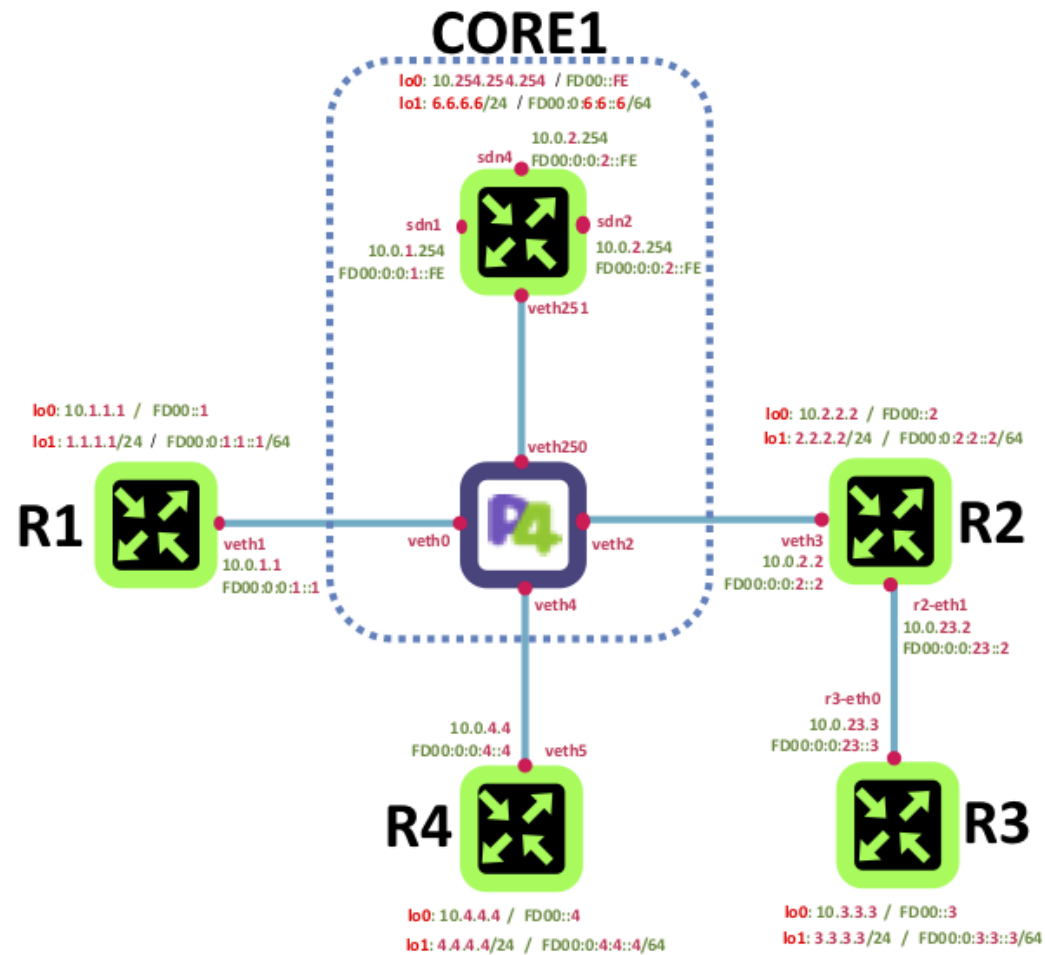 CORE1
lo0: 10.254.254.254 / FD00::FE
lo1: 6.6.6.6/24 / FD00:0:6:6::6/64
10.0.2.254
sdn4
FD00:0:0:2::FE
sdn1
sdn2
10.0.1.254
10.0.2.254
FD00:0:0:1::FE
FD00:0:0:2::FE
veth251
lo0: 10.1.1.1 / FD00::1
lo1: 1.1.1.1/24 / FD00:0:1:1::1/64
lo0: 10.2.2.2 / FD00::2
lo1: 2.2.2.2/24 / FD00:0:2:2::2/64
veth250
R1
P4
R2
veth1
10.0.1.1
FD00:0:0:1::1
veth0
veth2
veth3
10.0.2.2
FD00:0:0:2::2
veth4
r2-eth1
10.0.23.2
FD00:0:0:23::2
r3-eth0
10.0.23.3
FD00:0:0:23::3
10.0.4.4
FD00:0:0:4::4
veth5
R4
R3
lo0: 10.4.4.4 / FD00::4
lo1: 4.4.4.4/24 / FD00:0:4:4::4/64
lo0: 10.3.3.3 / FD00::3
lo1: 3.3.3.3/24 / FD00:0:3:3::3/64